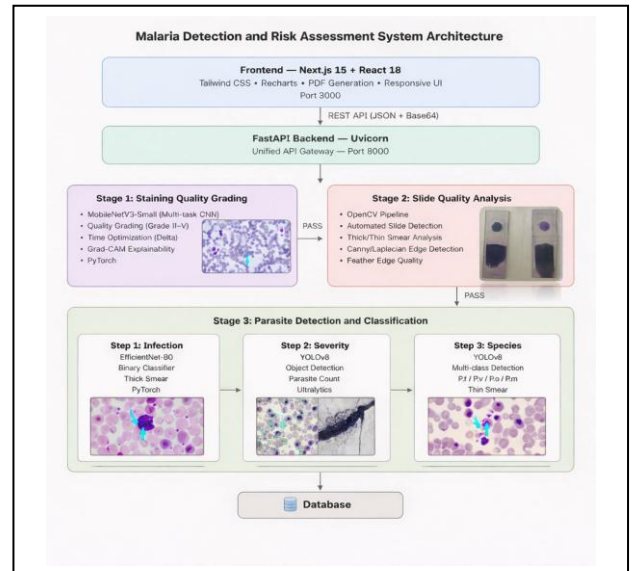 Malaria Detection and Risk Assessment System Architecture
Frontend — Next.js 15 + React 18
Tailwind CSS • Recharts • PDF Generation • Responsive UI
Port 3000
REST API (JSON + Base64)
FastAPI Backend — Uvicorn
Unified API Gateway — Port 8000
Stage 1: Staining Quality Grading
• MobileNetV3-Small (Multi-task CNN)
• Quality Grading (Grade II–V)
• Time Optimization (Delta)
• Grad-CAM Explainability
• PyTorch
PASS
Stage 2: Slide Quality Analysis
• OpenCV Pipeline
• Automated Slide Detection
• Thick/Thin Smear Analysis
• Canny/Laplacian Edge Detection
• Feather Edge Quality
PASS
Stage 3: Parasite Detection and Classification
Step 1: Infection
EfficientNet-B0
Binary Classifier
Thick Smear
PyTorch
Step 2: Severity
YOLOv8
Object Detection
Parasite Count
Ultralytics
Step 3: Species
YOLOv8
Multi-class Detection
P.f / P.v / P.o / P.m
Thin Smear
Database